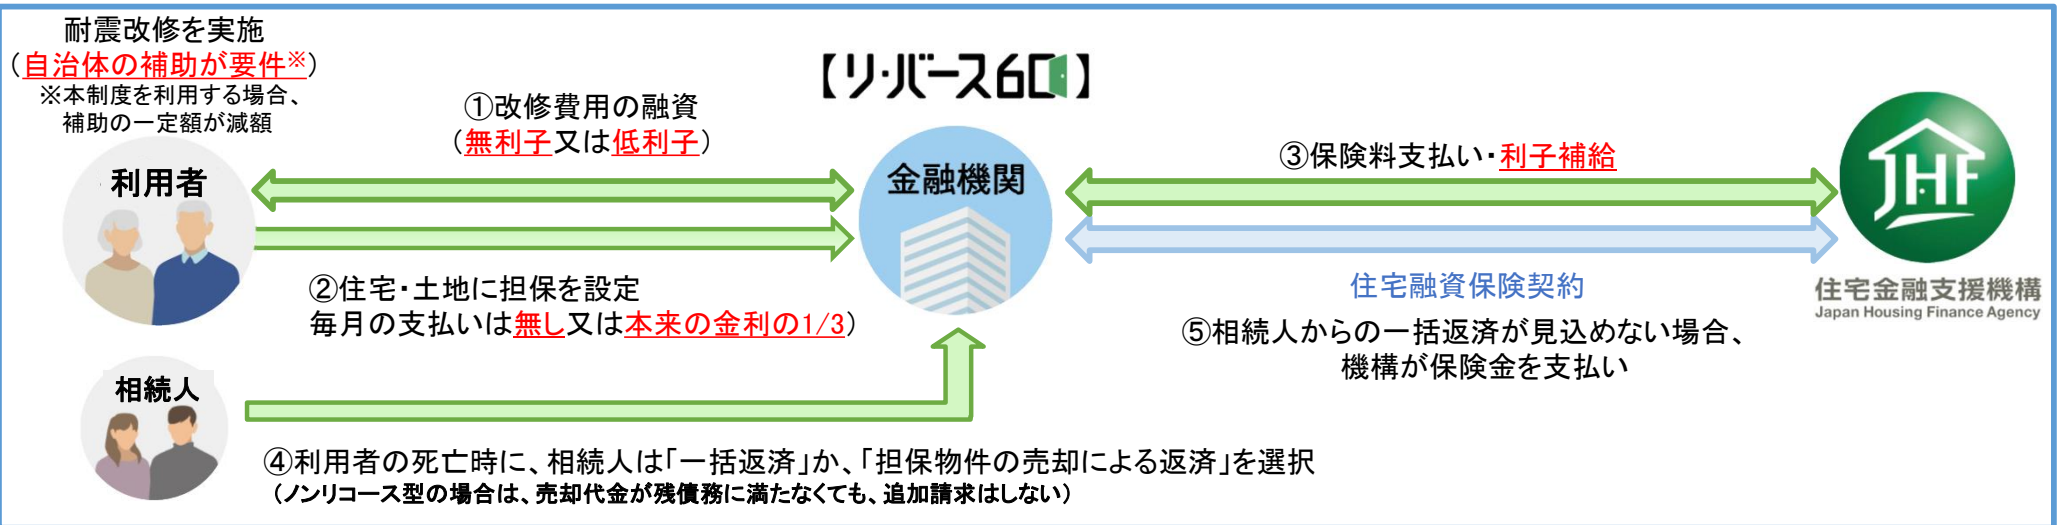 耐震改修を実施
（自治体の補助が要件※）
※本制度を利用する場合、
補助の一定額が減額
利用者
①改修費用の融資
（無利子又は低利子）
【リ・バース60】
金融機関
③保険料支払い・利子補給
JHF
住宅金融支援機構
Japan Housing Finance Agency
②住宅・土地に担保を設定
毎月の支払いは無し又は本来の金利の1/3）
住宅融資保険契約
⑤相続人からの一括返済が見込めない場合、
機構が保険金を支払い
相続人
④利用者の死亡時に、相続人は「一括返済」か、「担保物件の売却による返済」を選択
（ノンリコース型の場合は、売却代金が残債務に満たなくても、追加請求はしない）